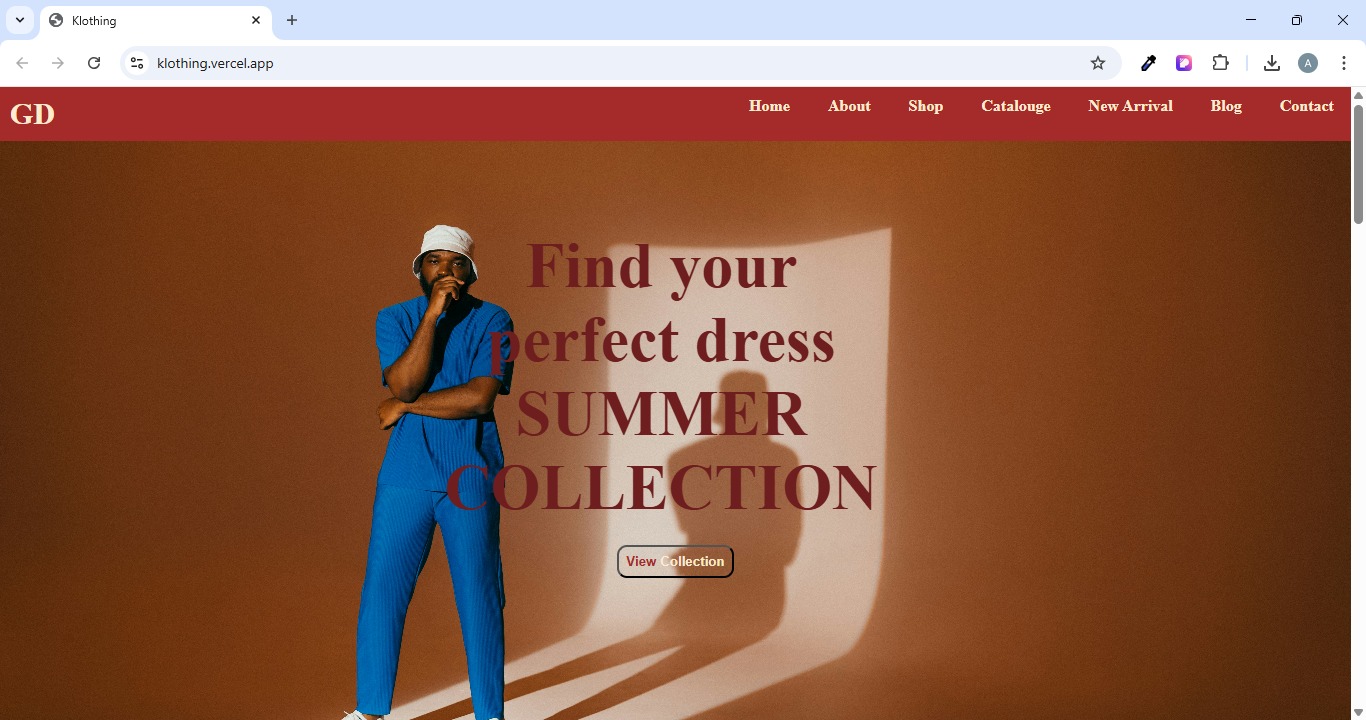 Klothing
klothing.vercel.app
A
GD
Home About Shop Catalouge New Arrival Blog Contact
Find your
perfect dress
SUMMER
COLLECTION
View Collection